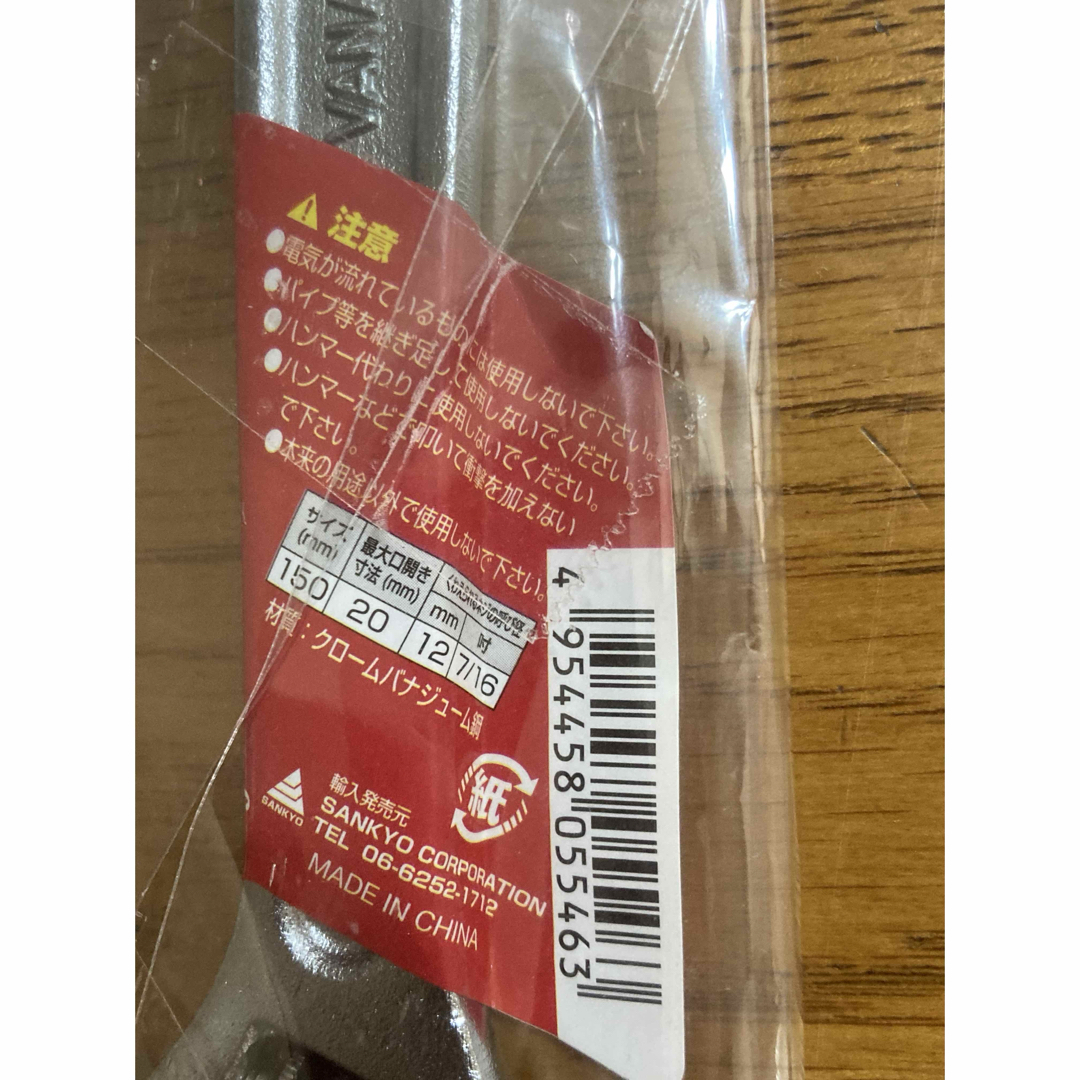 VANA
注意
●電気が流れているものには使用しないで下さい。
●パイプ等を継ぎ足して使用しないでください。
●ハンマー代わりに使用しないでください。
●ハンマーなどで叩いて衝撃を加えない
で下さい。
●本来の用途以外で使用しないで下さい。
サイズ(mm) 最大口開き寸法(mm) mm 吋
150 20 12 7/16
材質:クロームバナジューム鋼
紙
SANKYO
輸入発売元
SANKYO CORPORATION
TEL 06-6252-1712
MADE IN CHINA
4 954458 055463